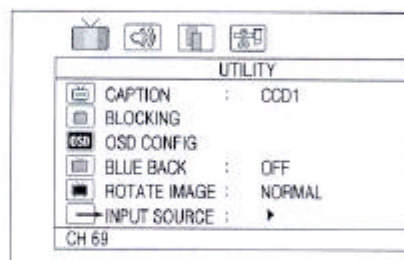 UTILITY
CAPTION : CCD1
BLOCKING
OSD OSD CONFIG
BLUE BACK : OFF
ROTATE IMAGE : NORMAL
INPUT SOURCE :
CH 69